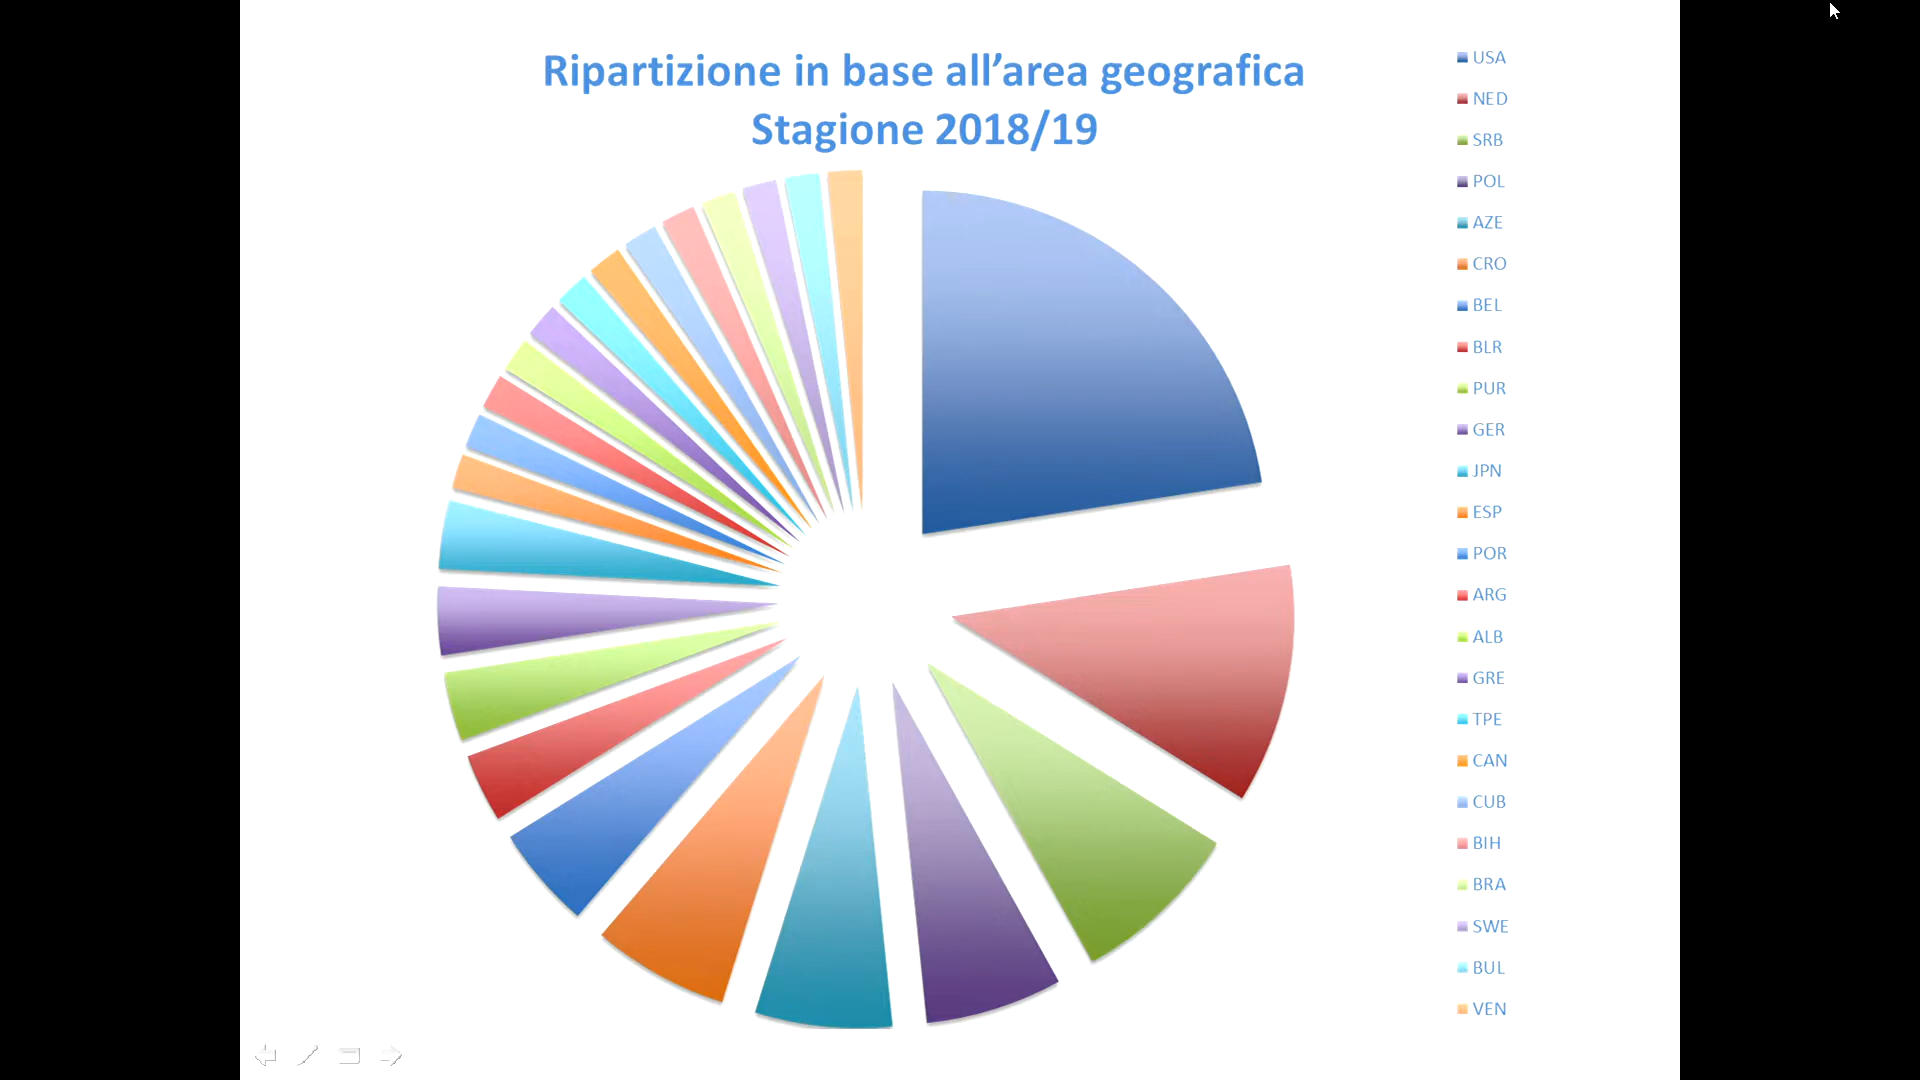 Ripartizione in base all’area geografica
Stagione 2018/19
USA
NED
SRB
POL
AZE
CRO
BEL
BLR
PUR
GER
JPN
ESP
POR
ARG
ALB
GRE
TPE
CAN
CUB
BIH
BRA
SWE
BUL
VEN